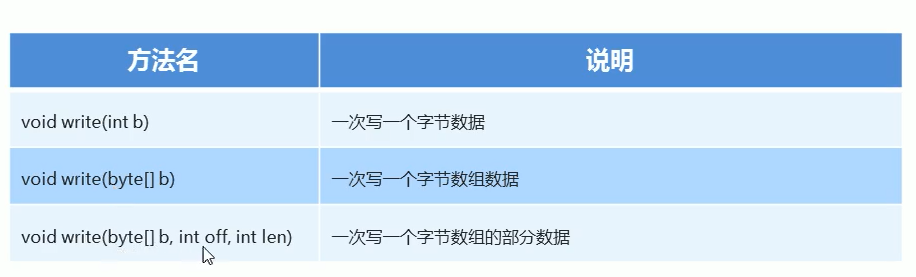 方法名 说明
void write(int b) 一次写一个字节数据
void write(byte[] b) 一次写一个字节数组数据
void write(byte[] b, int off, int len) 一次写一个字节数组的部分数据